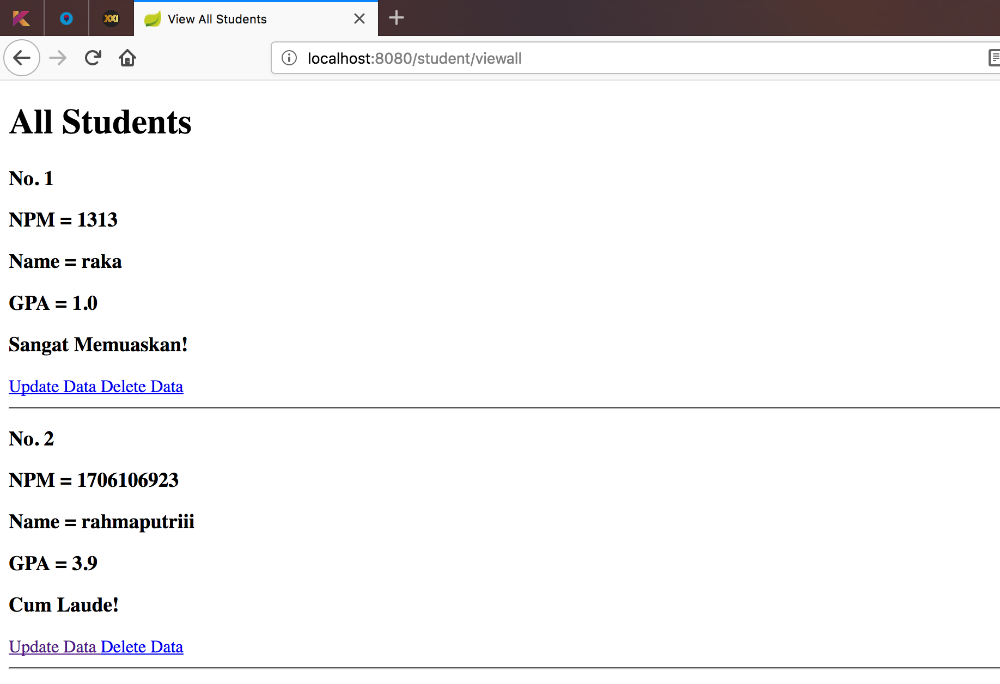 XXI
View All Students
localhost:8080/student/viewall
All Students
No. 1
NPM = 1313
Name = raka
GPA = 1.0
Sangat Memuaskan!
Update Data Delete Data
No. 2
NPM = 1706106923
Name = rahmaputriii
GPA = 3.9
Cum Laude!
Update Data Delete Data